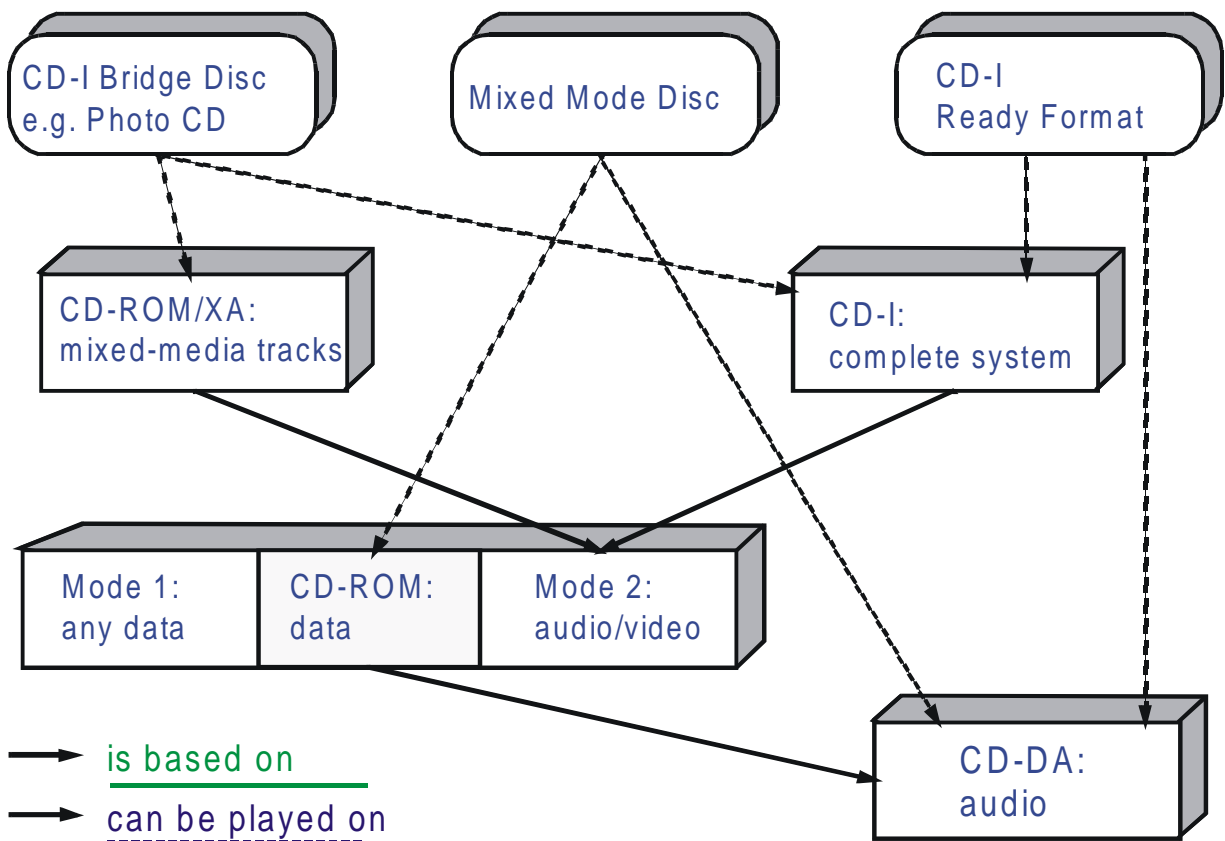 CD-I Bridge Disc
e.g. Photo CD
Mixed Mode Disc
CD-I
Ready Format
CD-ROM/XA:
mixed-media tracks
CD-I:
complete system
Mode 1:
any data
CD-ROM:
data
Mode 2:
audio/video
CD-DA:
audio
is based on
can be played on